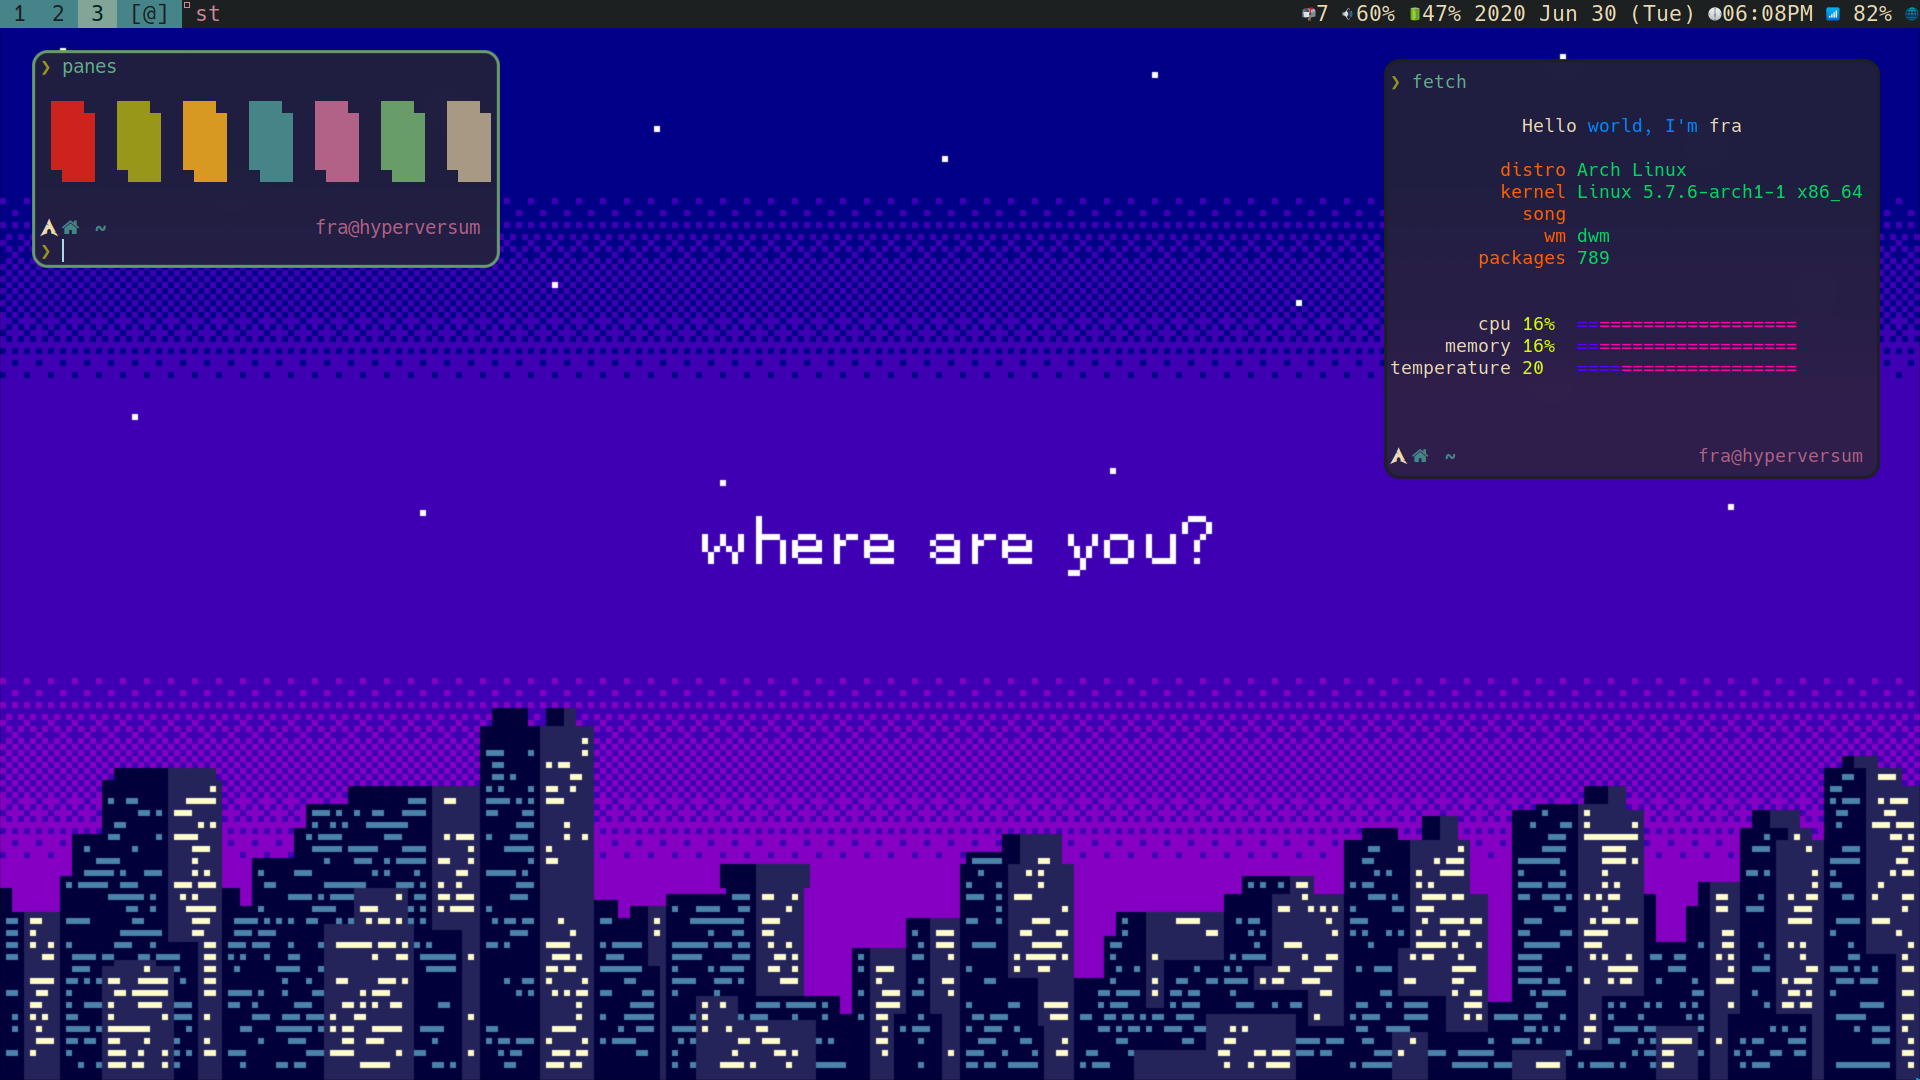 1 2 3 [@] st 7 60% 47% 2020 Jun 30 (Tue) 06:08PM 82%
❯ panes
~ fra@hyperversum
❯
❯ fetch
Hello world, I'm fra
distro Arch Linux
kernel Linux 5.7.6-arch1-1 x86_64
song
wm dwm
packages 789
cpu 16% ====================
memory 16% ====================
temperature 20 ====================
~ fra@hyperversum
where are you?